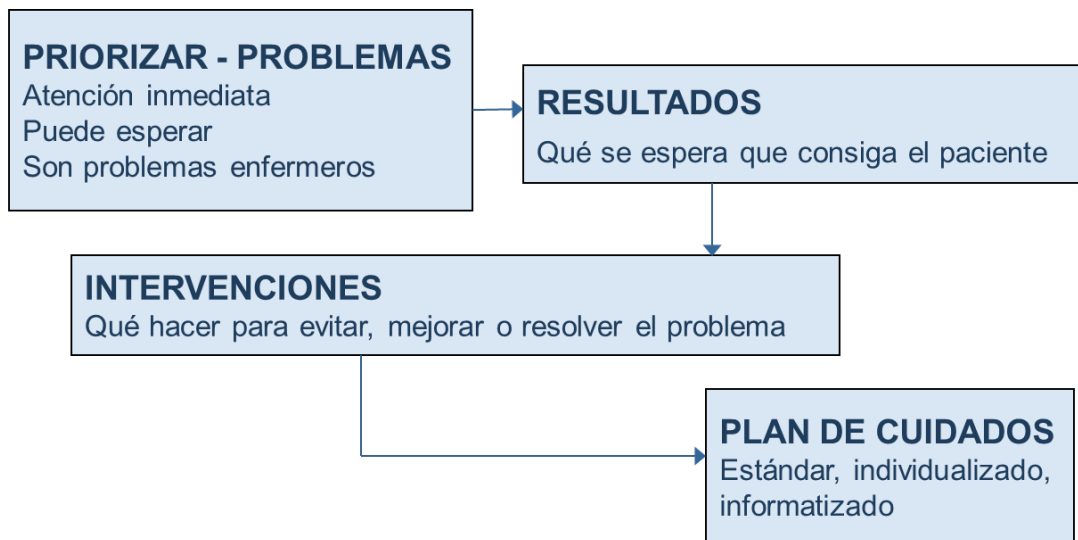 PRIORIZAR - PROBLEMAS
Atención inmediata
Puede esperar
Son problemas enfermeros
RESULTADOS
Qué se espera que consiga el paciente
INTERVENCIONES
Qué hacer para evitar, mejorar o resolver el problema
PLAN DE CUIDADOS
Estándar, individualizado,
informatizado